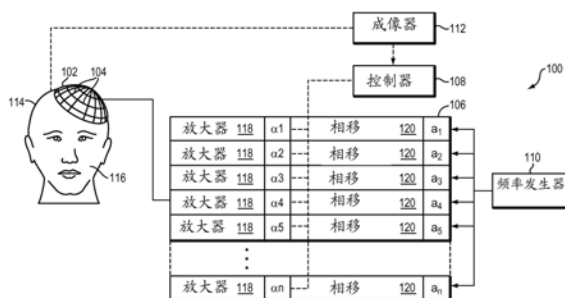 成像器
112
控制器
108
100
102
104
114
116
106
放大器 118 α1 相移 120 a₁
放大器 118 α2 相移 120 a₂
放大器 118 α3 相移 120 a₃
放大器 118 α4 相移 120 a₄
放大器 118 α5 相移 120 a₅
放大器 118 αn 相移 120 aₙ
110
频率发生器